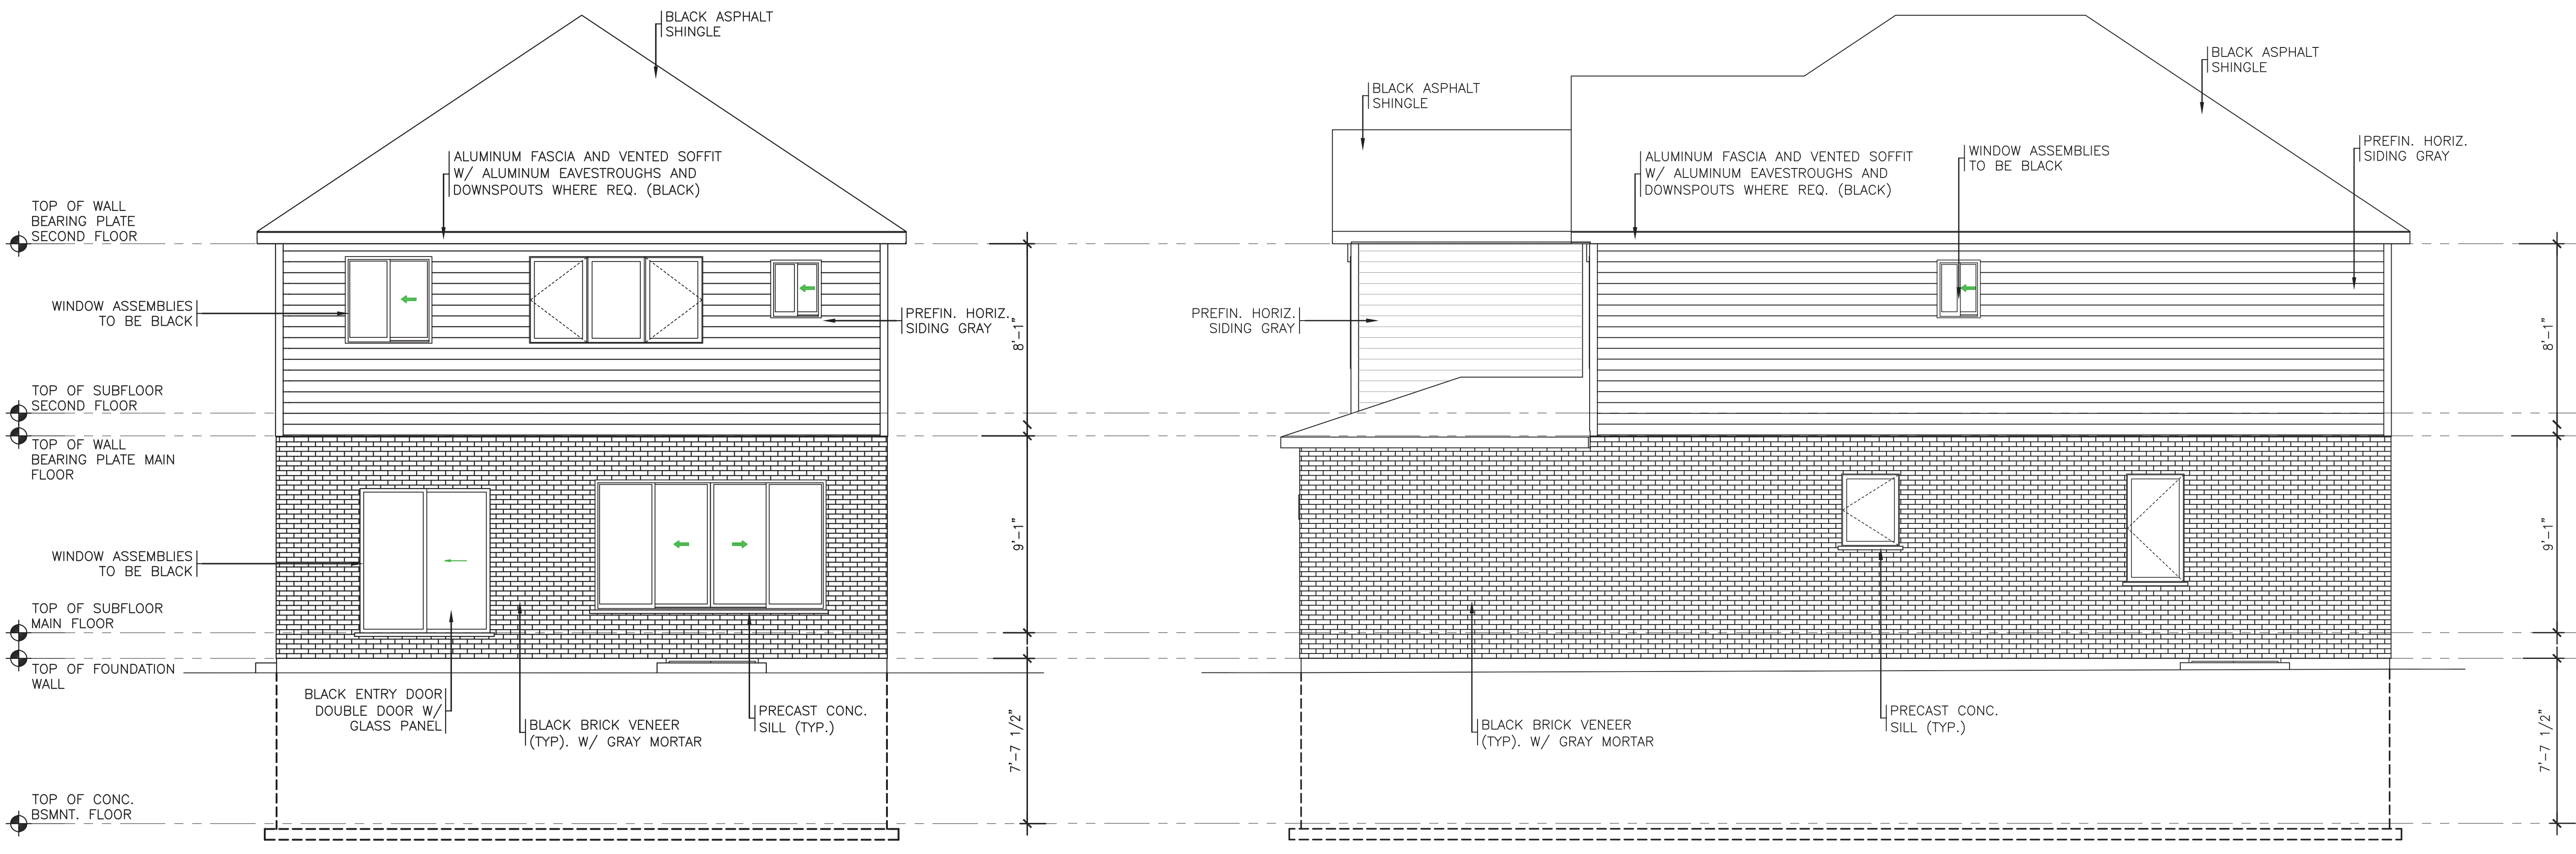 BLACK ASPHALT
SHINGLE
ALUMINUM FASCIA AND VENTED SOFFIT
W/ ALUMINUM EAVESTROUGHS AND
DOWNSPOUTS WHERE REQ. (BLACK)
TOP OF WALL
BEARING PLATE
SECOND FLOOR
WINDOW ASSEMBLIES
TO BE BLACK
PREFIN. HORIZ.
SIDING GRAY
8'-1"
TOP OF SUBFLOOR
SECOND FLOOR
TOP OF WALL
BEARING PLATE MAIN
FLOOR
9'-1"
WINDOW ASSEMBLIES
TO BE BLACK
TOP OF SUBFLOOR
MAIN FLOOR
TOP OF FOUNDATION
WALL
BLACK ENTRY DOOR
DOUBLE DOOR W/
GLASS PANEL
BLACK BRICK VENEER
(TYP). W/ GRAY MORTAR
PRECAST CONC.
SILL (TYP.)
7'-7 1/2"
TOP OF CONC.
BSMNT. FLOOR
BLACK ASPHALT
SHINGLE
BLACK ASPHALT
SHINGLE
ALUMINUM FASCIA AND VENTED SOFFIT
W/ ALUMINUM EAVESTROUGHS AND
DOWNSPOUTS WHERE REQ. (BLACK)
WINDOW ASSEMBLIES
TO BE BLACK
PREFIN. HORIZ.
SIDING GRAY
PREFIN. HORIZ.
SIDING GRAY
8'-1"
9'-1"
BLACK BRICK VENEER
(TYP). W/ GRAY MORTAR
PRECAST CONC.
SILL (TYP.)
7'-7 1/2"